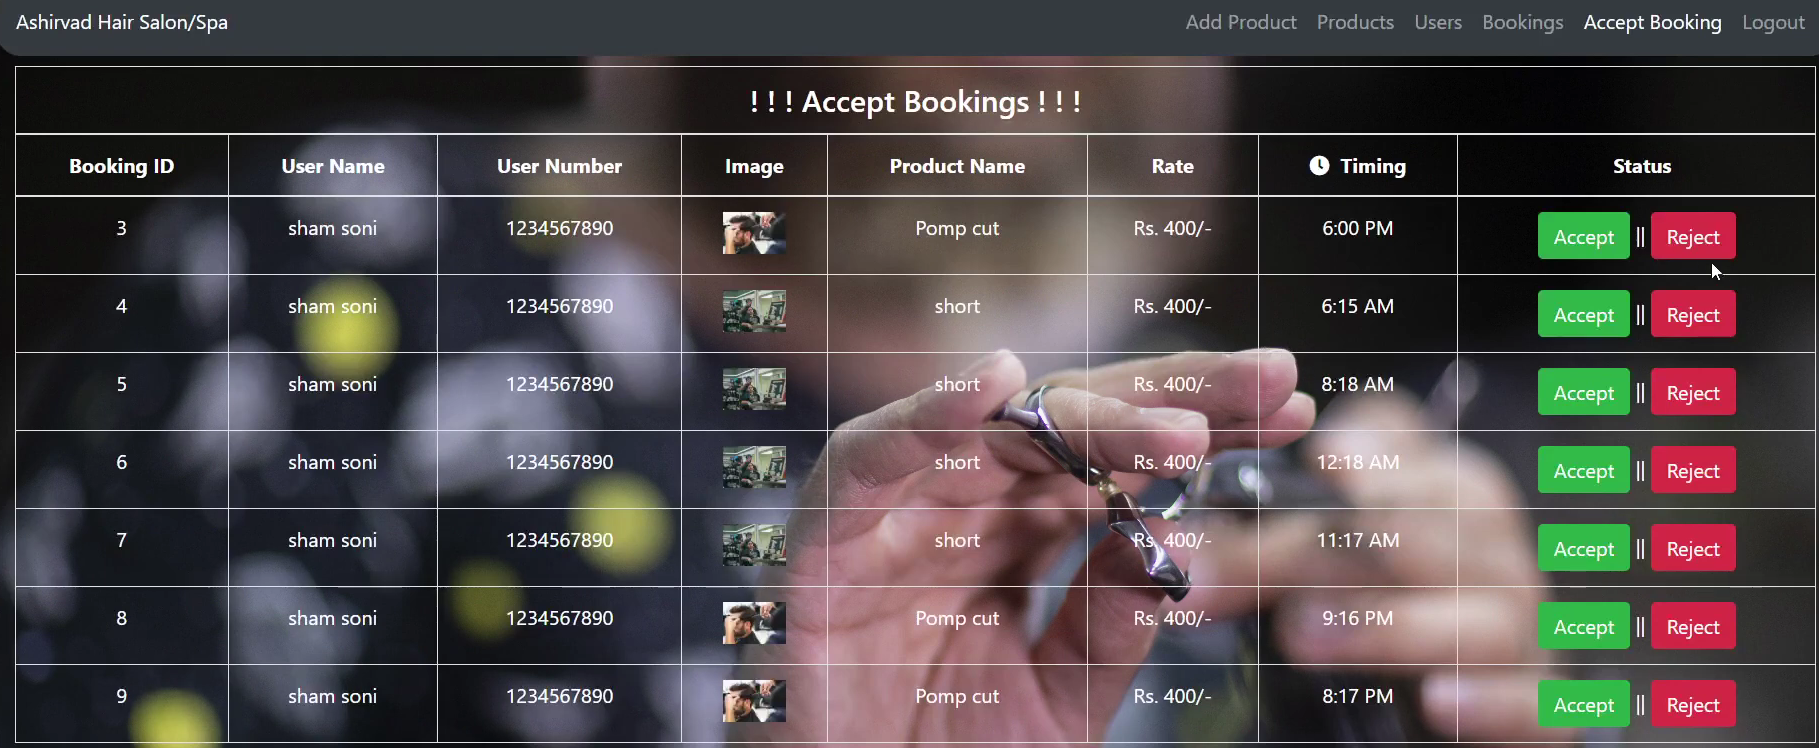 Ashirvad Hair Salon/Spa Add Product Products Users Bookings Accept Booking Logout
! ! ! Accept Bookings ! ! !
Booking ID User Name User Number Image Product Name Rate Timing Status
3 sham soni 1234567890 Pomp cut Rs. 400/- 6:00 PM Accept || Reject
4 sham soni 1234567890 short Rs. 400/- 6:15 AM Accept || Reject
5 sham soni 1234567890 short Rs. 400/- 8:18 AM Accept || Reject
6 sham soni 1234567890 short Rs. 400/- 12:18 AM Accept || Reject
7 sham soni 1234567890 short Rs. 400/- 11:17 AM Accept || Reject
8 sham soni 1234567890 Pomp cut Rs. 400/- 9:16 PM Accept || Reject
9 sham soni 1234567890 Pomp cut Rs. 400/- 8:17 PM Accept || Reject